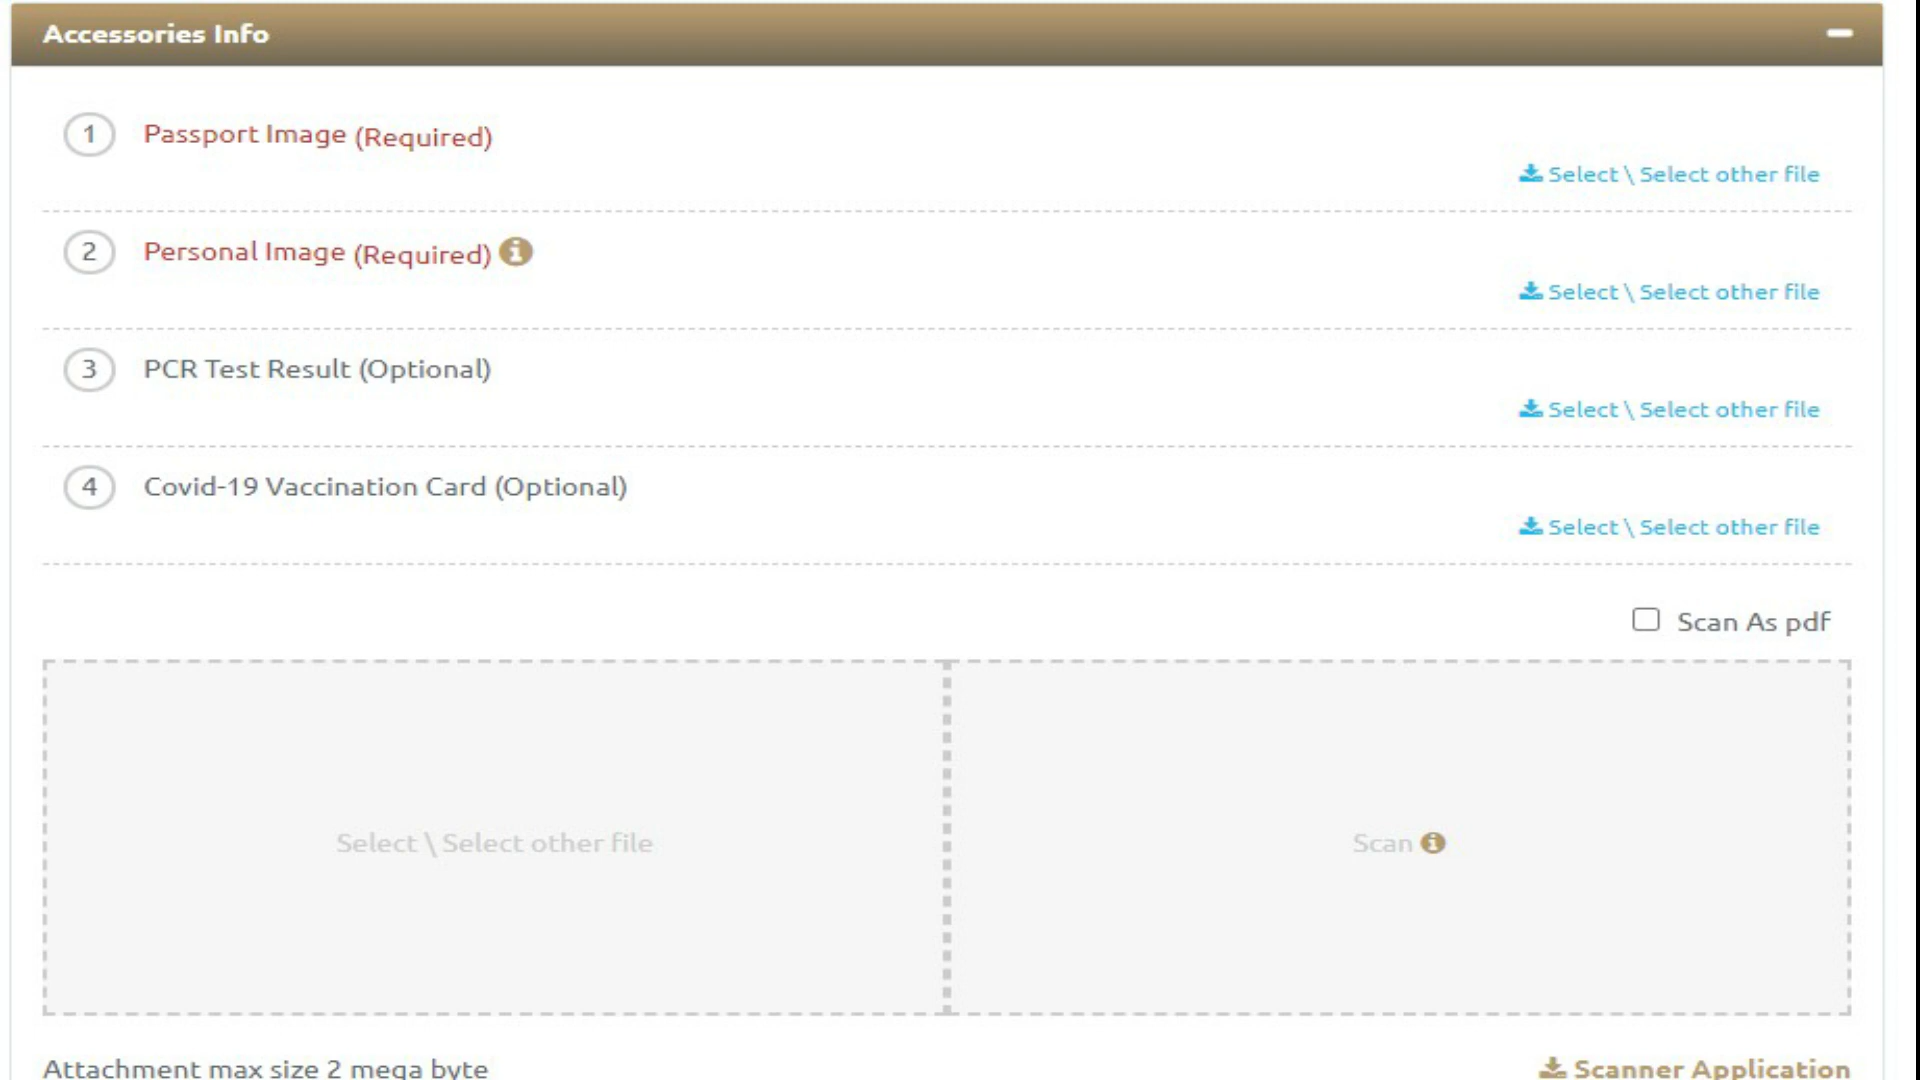 Accessories Info
1 Passport Image (Required)
Select \ Select other file
2 Personal Image (Required)
Select \ Select other file
3 PCR Test Result (Optional)
Select \ Select other file
4 Covid-19 Vaccination Card (Optional)
Select \ Select other file
Scan As pdf
Select \ Select other file
Scan
Attachment max size 2 mega byte
Scanner Application